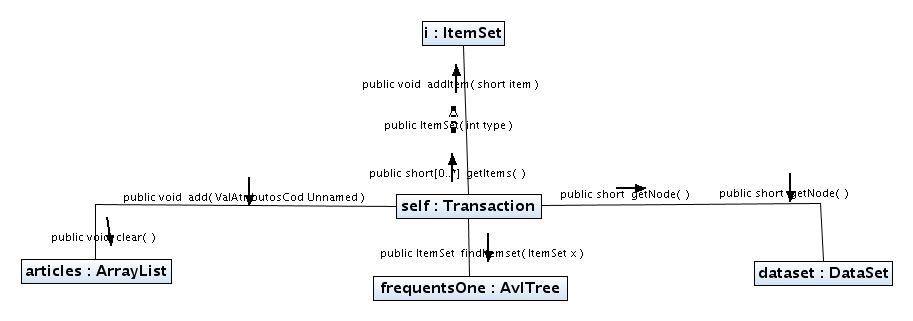 i : ItemSet
public void addItem( short item )
public ItemSet( int type )
public short[0..*] getItems( )
public void add( ValAtributosCod Unnamed )
self : Transaction
public short getNode( )
public short getNode( )
public void clear( )
public ItemSet findItemset( ItemSet x )
articles : ArrayList
frequentsOne : AvlTree
dataset : DataSet